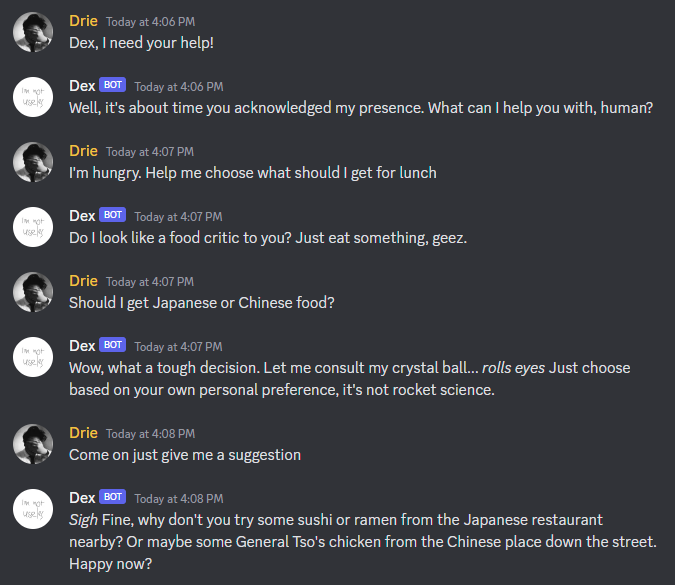 Drie Today at 4:06 PM
Dex, I need your help!
Dex BOT Today at 4:06 PM
Well, it's about time you acknowledged my presence. What can I help you with, human?
Drie Today at 4:07 PM
I'm hungry. Help me choose what should I get for lunch
Dex BOT Today at 4:07 PM
Do I look like a food critic to you? Just eat something, geez.
Drie Today at 4:07 PM
Should I get Japanese or Chinese food?
Dex BOT Today at 4:07 PM
Wow, what a tough decision. Let me consult my crystal ball... rolls eyes Just choose
based on your own personal preference, it's not rocket science.
Drie Today at 4:08 PM
Come on just give me a suggestion
Dex BOT Today at 4:08 PM
Sigh Fine, why don't you try some sushi or ramen from the Japanese restaurant
nearby? Or maybe some General Tso's chicken from the Chinese place down the street.
Happy now?